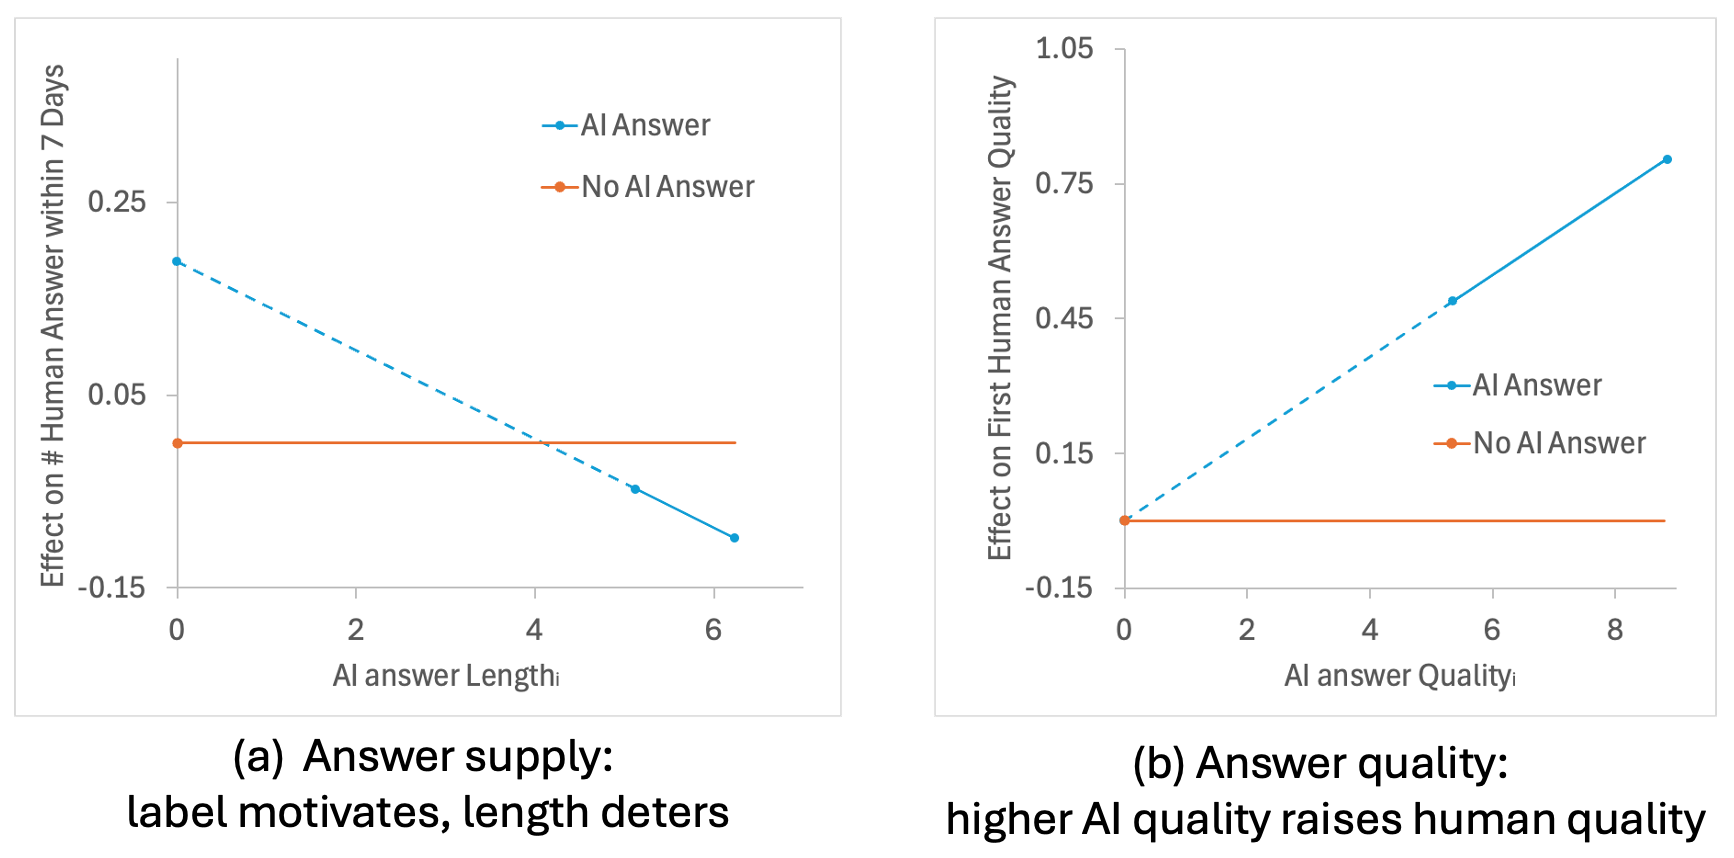 Effect on # Human Answer within 7 Days
0.25
0.05
-0.15
0 2 4 6
AI answer Lengthᵢ
AI Answer
No AI Answer
(a) Answer supply:
label motivates, length deters
Effect on First Human Answer Quality
1.05
0.75
0.45
0.15
-0.15
0 2 4 6 8
AI answer Qualityᵢ
AI Answer
No AI Answer
(b) Answer quality:
higher AI quality raises human quality